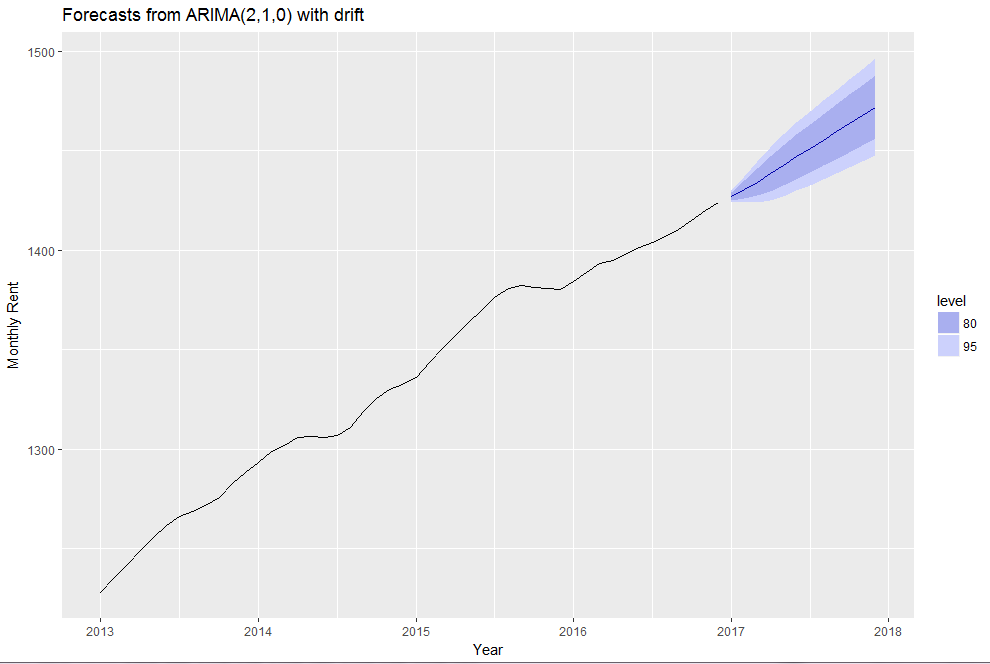 Forecasts from ARIMA(2,1,0) with drift
1500
1400
1300
Monthly Rent
2013 2014 2015 2016 2017 2018
Year
level
80
95